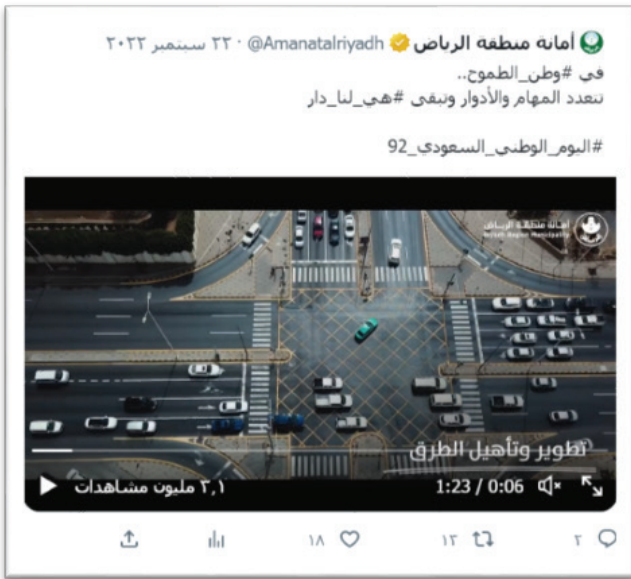 أمانة منطقة الرياض @Amanatalriyadh · ٢٢ سبتمبر ٢٠٢٢
في #وطن_الطموح..
تتعدد المهام والأدوار وتبقى #هي_لنا_دار
#اليوم_الوطني_السعودي_92
أمانة منطقة الرياض
Riyadh Region Municipality
تطوير وتأهيل الطرق
٣٫١ مليون مشاهدات
1:23 / 0:06
١٨
١٣
٢